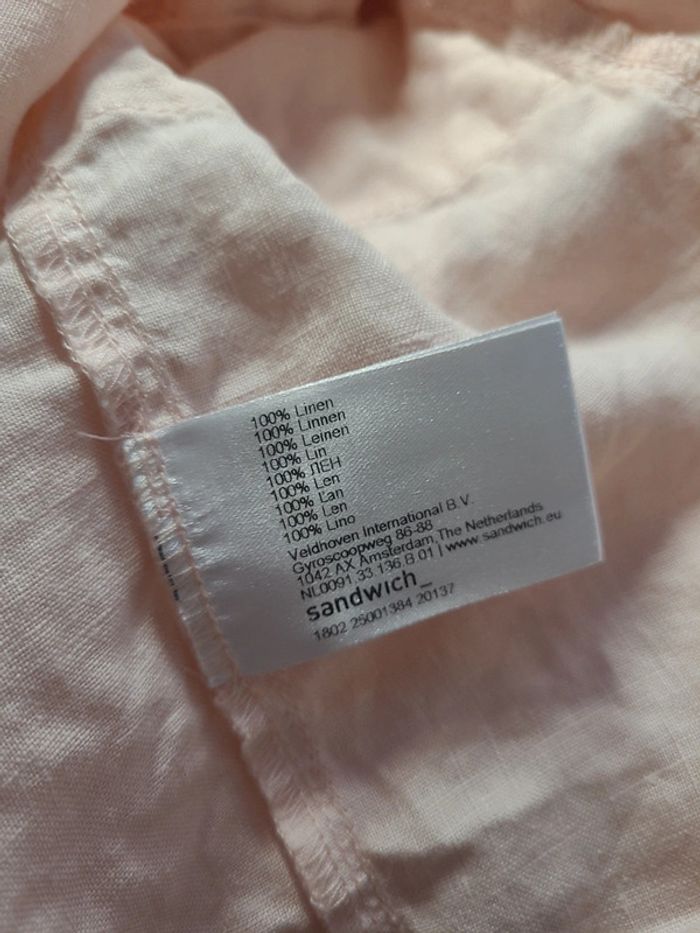 100% Linen
100% Linnen
100% Leinen
100% Lin
100% ЛЕН
100% Len
100% Ľan
100% Len
100% Lino
Veldhoven International B.V.
Gyroscoopweg 86-88
1042 AX Amsterdam,The Netherlands
NL0091.33.136.B.01 | www.sandwich.eu
sandwich_
1802 25001384 20137